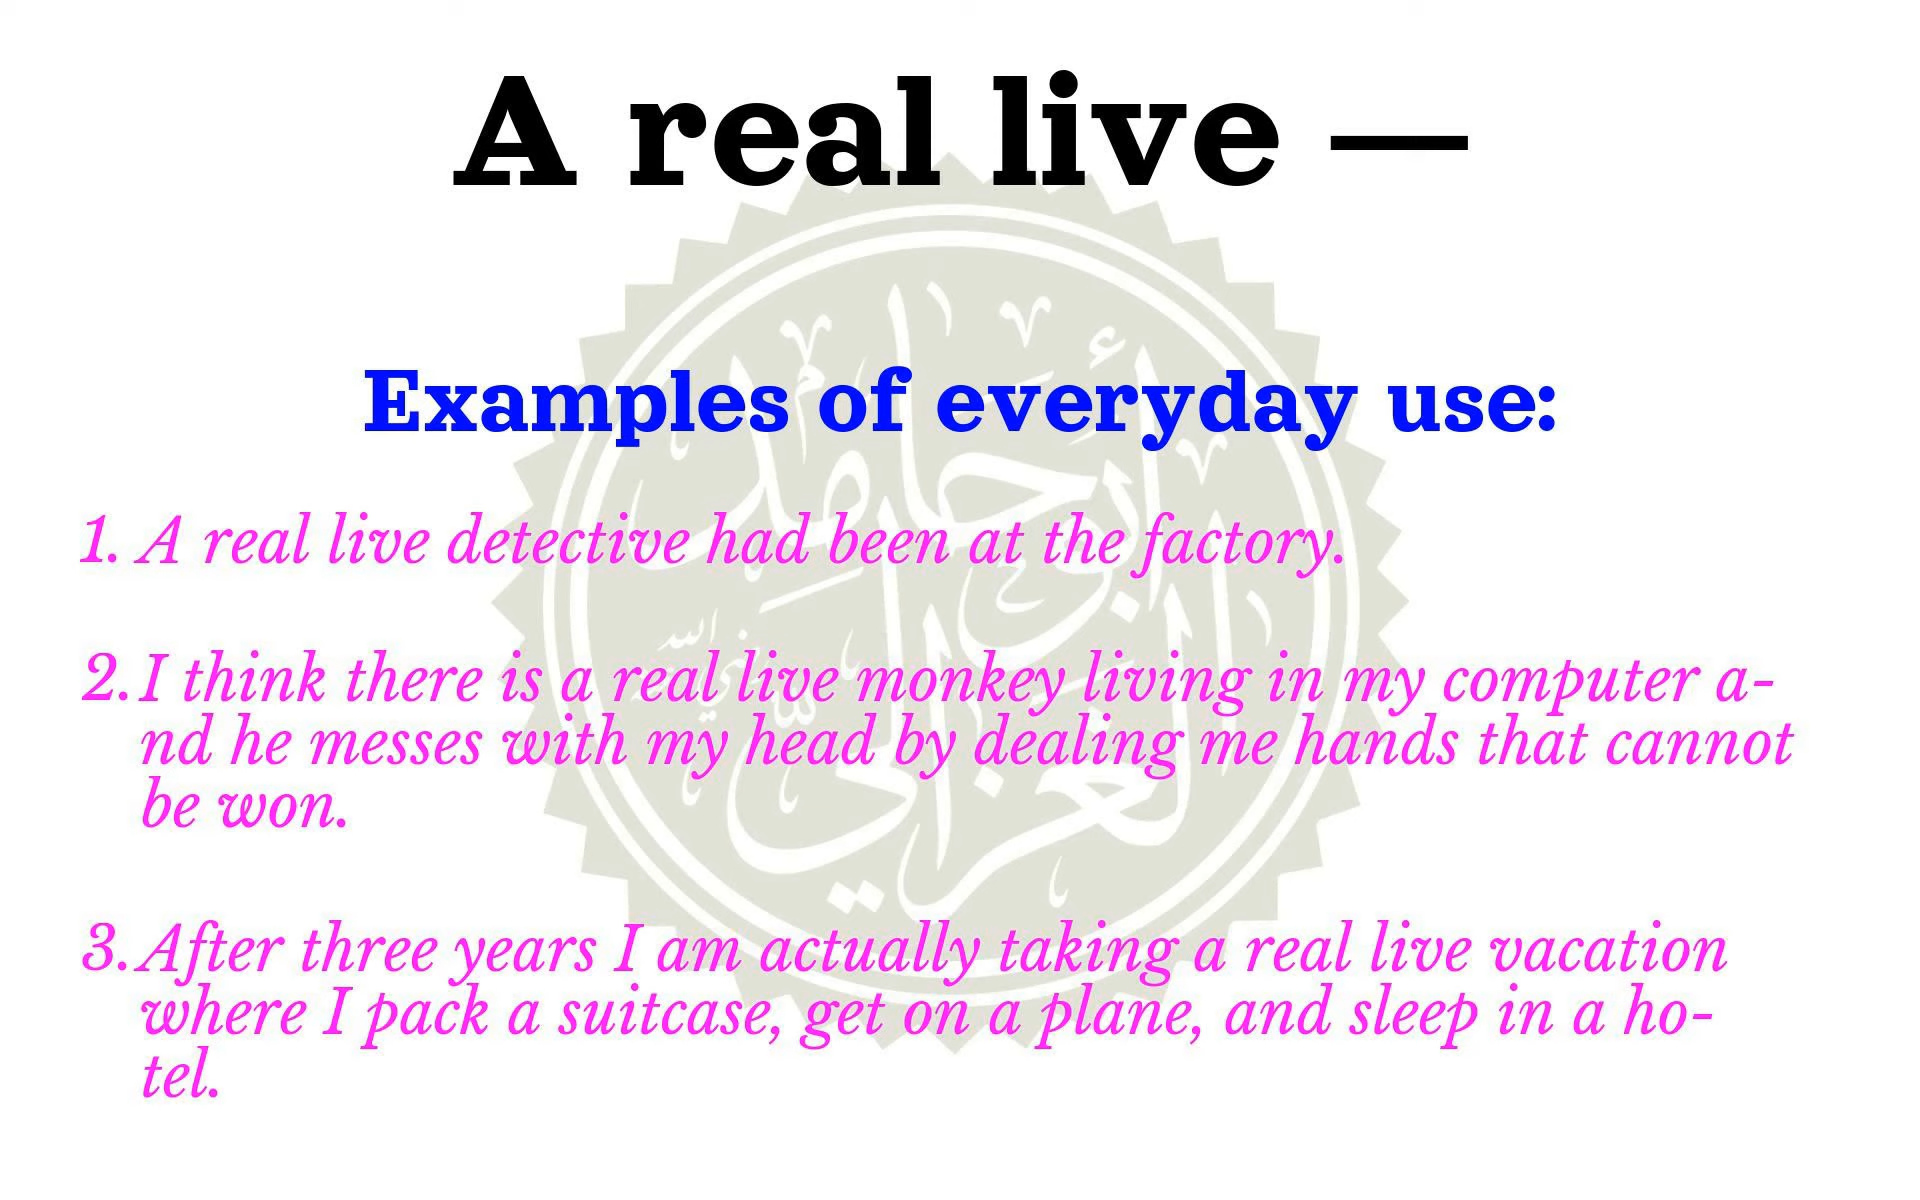 A real live —
Examples of everyday use:
1. A real live detective had been at the factory.
2. I think there is a real live monkey living in my computer a-
nd he messes with my head by dealing me hands that cannot
be won.
3. After three years I am actually taking a real live vacation
where I pack a suitcase, get on a plane, and sleep in a ho-
tel.
أبو حامد
الغزالي